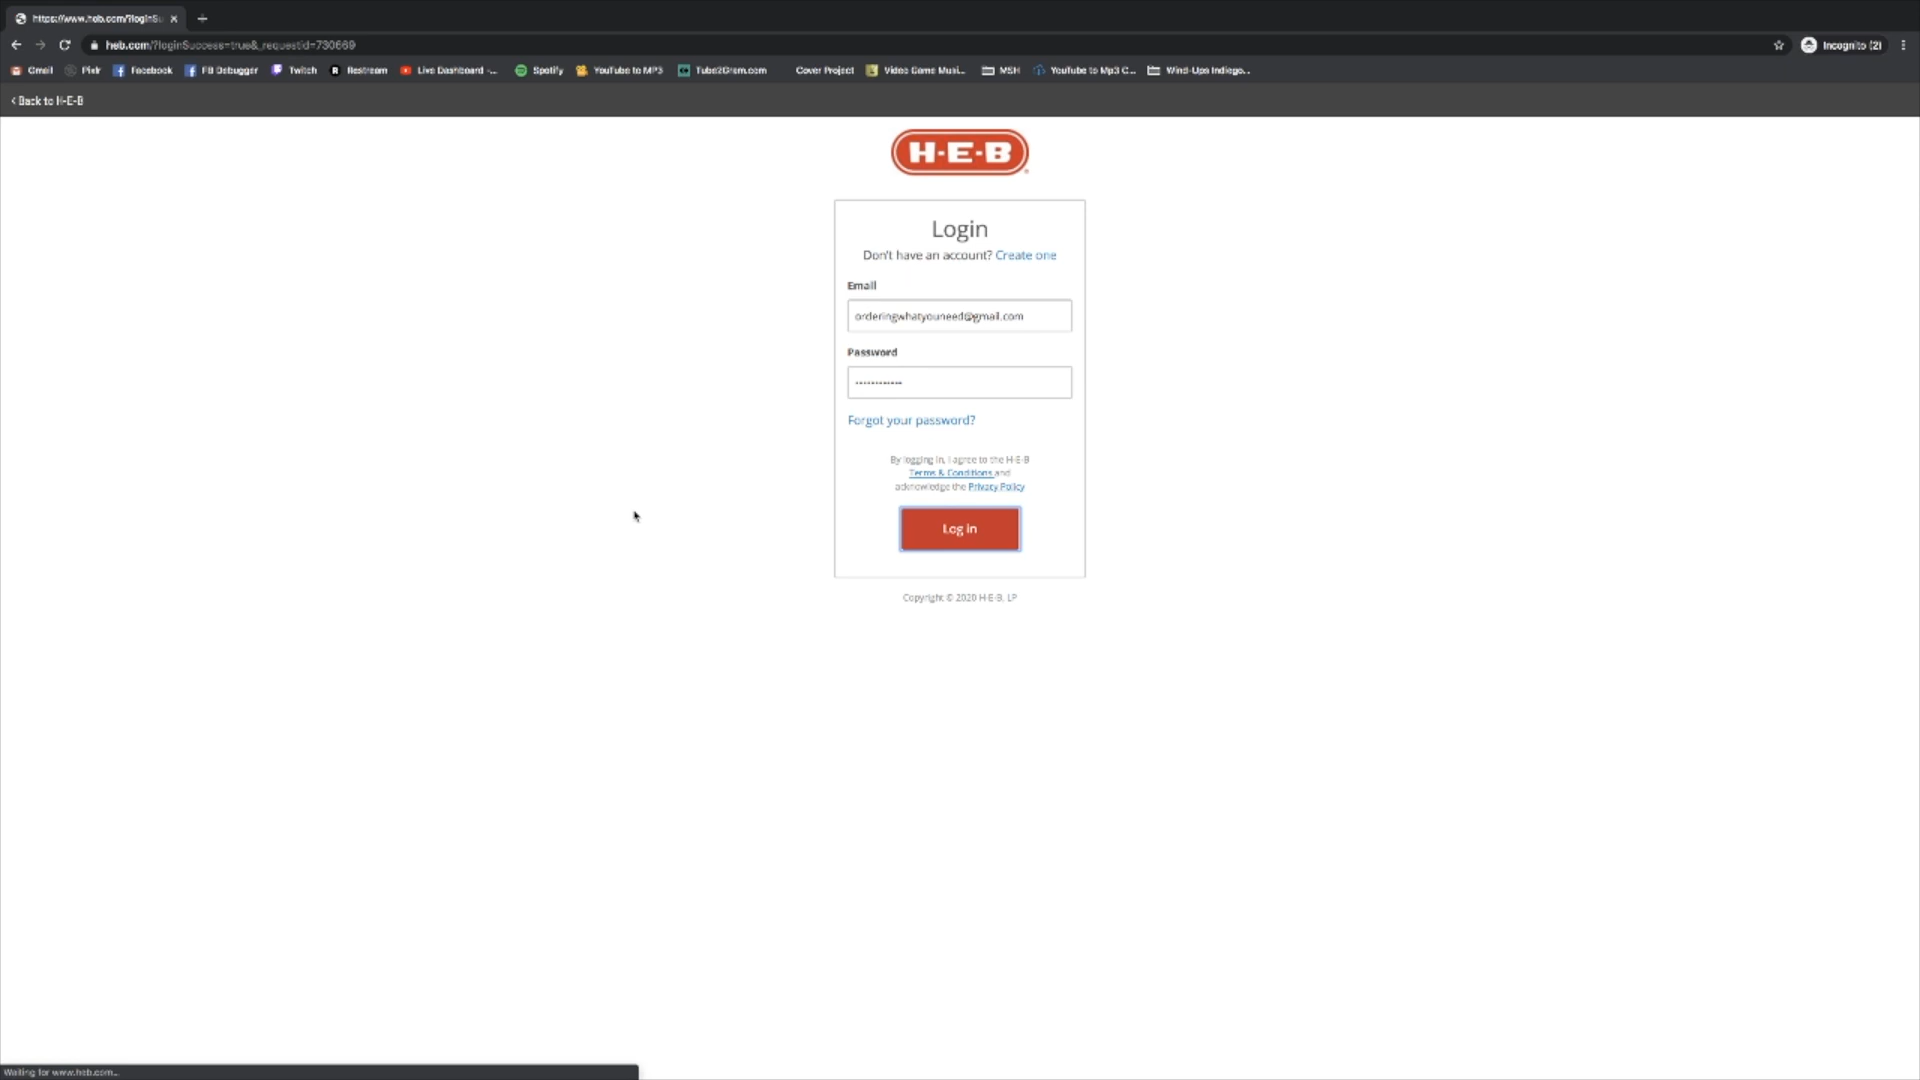 https://www.heb.com/?loginSu
heb.com/?loginSuccess=true&_requestid=730669
Incognito (2)
Gmail
Pixlr
Facebook
FB Debugger
Twitch
Restream
Live Dashboard -...
Spotify
YouTube to MP3
Tube2Gram.com
Cover Project
Video Game Musi...
MSH
YouTube to Mp3 C...
Wind-Ups Indiego...
Back to H-E-B
H-E-B
Login
Don't have an account? Create one
Email
orderingwhatyouneed@gmail.com
Password
Forgot your password?
By logging in, I agree to the H-E-B
Terms & Conditions and
acknowledge the Privacy Policy
Log in
Copyright © 2020 H-E-B, LP
Waiting for www.heb.com...